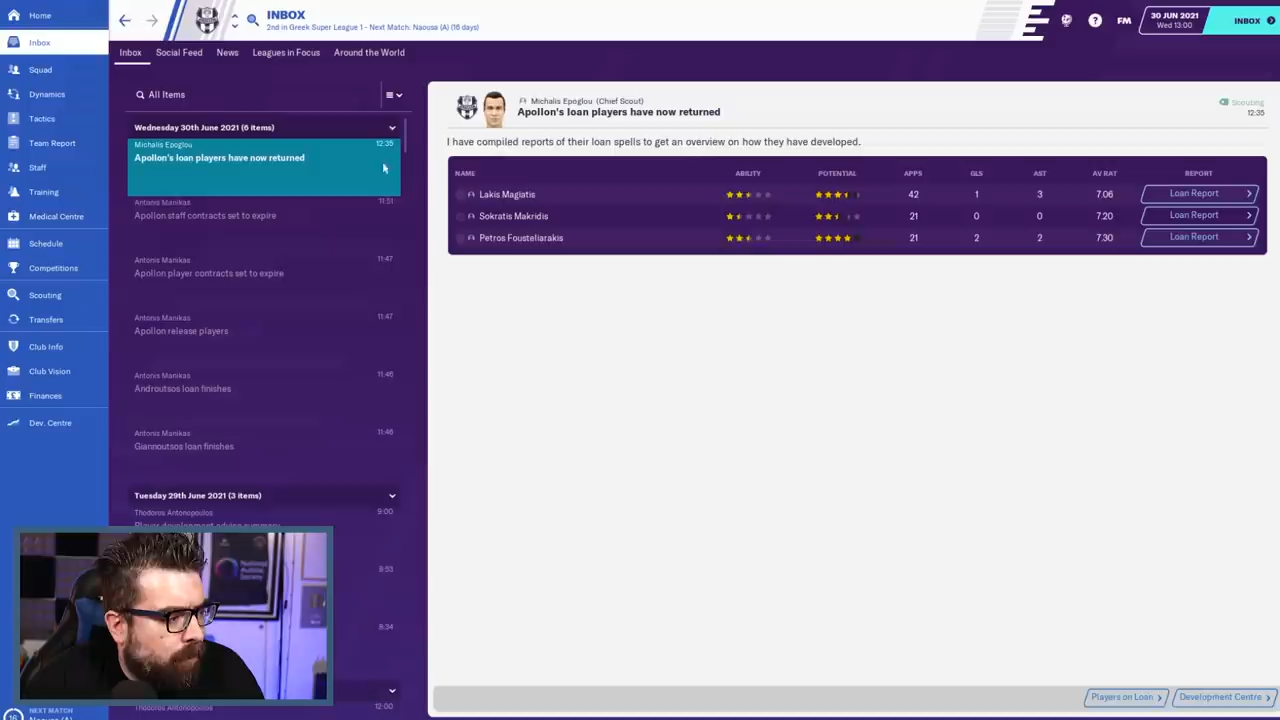 Home
Inbox
Squad
Dynamics
Tactics
Team Report
Staff
Training
Medical Centre
Schedule
Competitions
Scouting
Transfers
Club Info
Club Vision
Finances
Dev. Centre
NEXT MATCH
INBOX
2nd in Greek Super League 1 - Next Match: Naousa (A) (16 days)
?
FM
30 JUN 2021
Wed 13:00
INBOX
Inbox Social Feed News Leagues in Focus Around the World
All Items
Wednesday 30th June 2021 (6 items)
Michalis Epoglou 12:35
Apollon's loan players have now returned
Antonis Manikas 11:51
Apollon staff contracts set to expire
Antonis Manikas 11:47
Apollon player contracts set to expire
Antonis Manikas 11:47
Apollon release players
Antonis Manikas 11:46
Androutsos loan finishes
Antonis Manikas 11:46
Giannoutsos loan finishes
Tuesday 29th June 2021 (3 items)
Thodoros Antonopoulos 9:00
8:53
8:34
Thodoros Antonopoulos 12:00
Michalis Epoglou (Chief Scout)
Apollon's loan players have now returned
Scouting
12:35
I have compiled reports of their loan spells to get an overview on how they have developed.
NAME ABILITY POTENTIAL APPS GLS AST AV RAT REPORT
Lakis Magiatis 42 1 3 7.06 Loan Report
Sokratis Makridis 21 0 0 7.20 Loan Report
Petros Fousteliarakis 21 2 2 7.30 Loan Report
Players on Loan
Development Centre